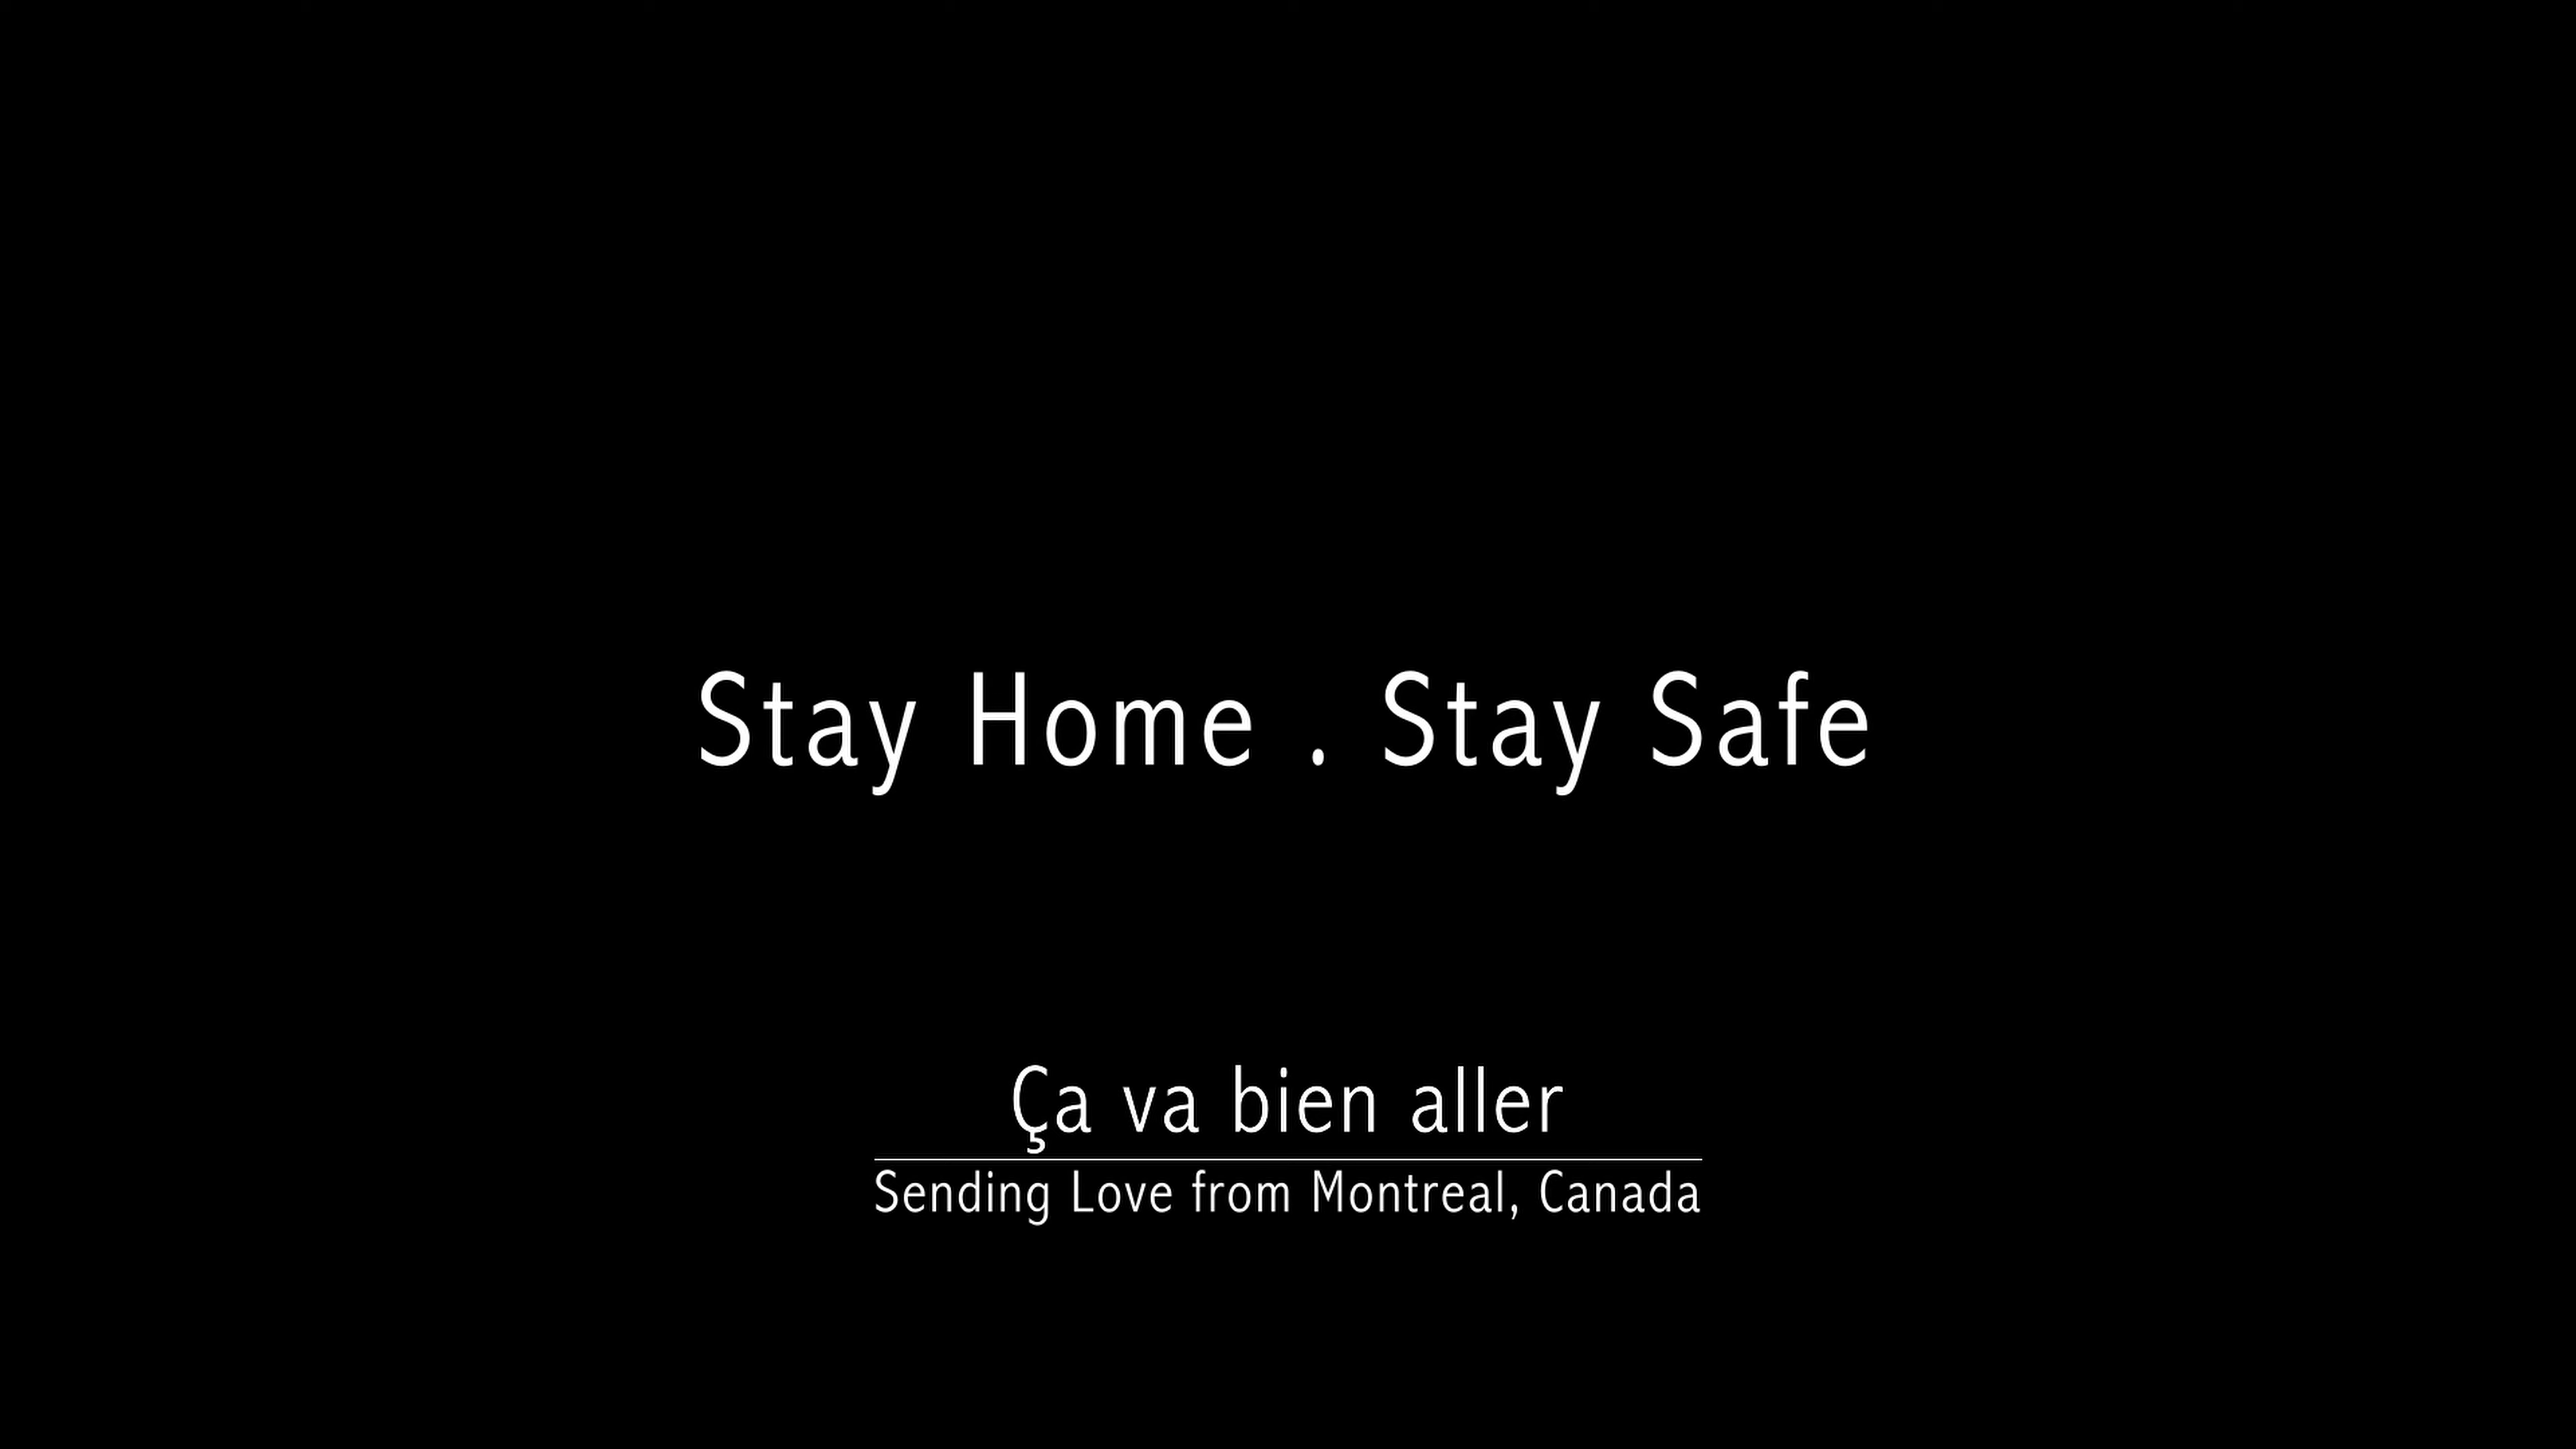 Stay Home . Stay Safe
Ça va bien aller
Sending Love from Montreal, Canada